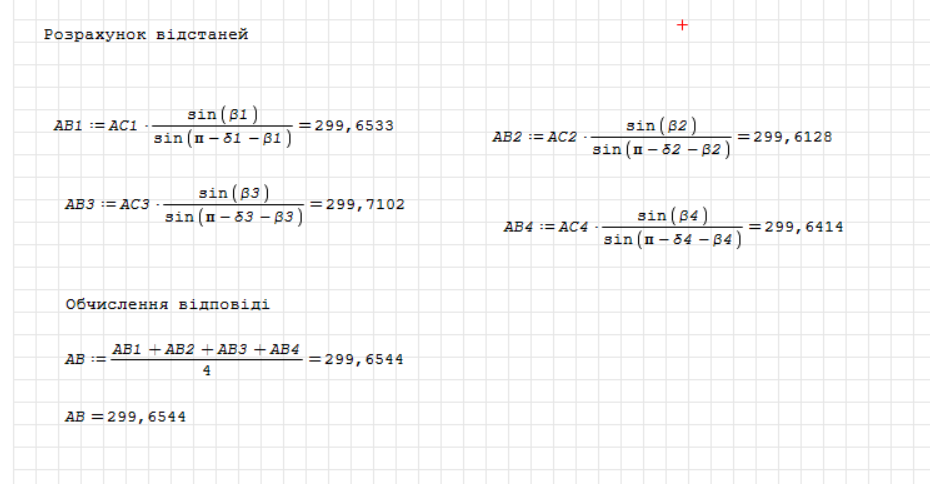 Розрахунок відстаней
AB1 := AC1 · sin(β1) / sin(π − δ1 − β1) = 299,6533
AB2 := AC2 · sin(β2) / sin(π − δ2 − β2) = 299,6128
AB3 := AC3 · sin(β3) / sin(π − δ3 − β3) = 299,7102
AB4 := AC4 · sin(β4) / sin(π − δ4 − β4) = 299,6414
Обчислення відповіді
AB := AB1 + AB2 + AB3 + AB4 / 4 = 299,6544
AB = 299,6544